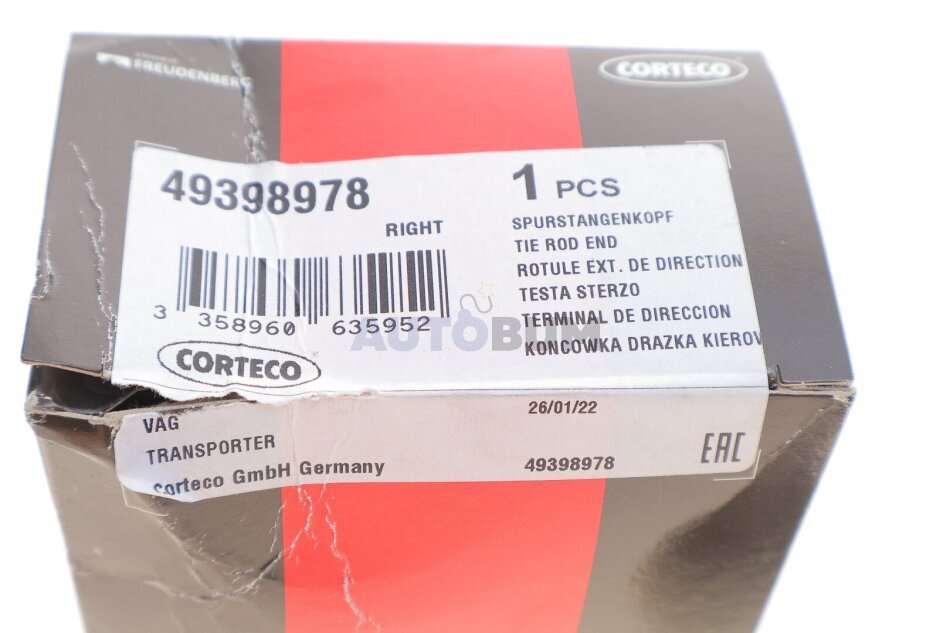 FREUDENBERG
CORTECO
49398978
RIGHT
3 358960 635952
CORTECO
1 PCS
SPURSTANGENKOPF
TIE ROD END
ROTULE EXT. DE DIRECTION
TESTA STERZO
TERMINAL DE DIRECCION
KONCOWKA DRAZKA KIEROW
AUTOBUM
VAG
TRANSPORTER
Corteco GmbH Germany
26/01/22
49398978
EAC